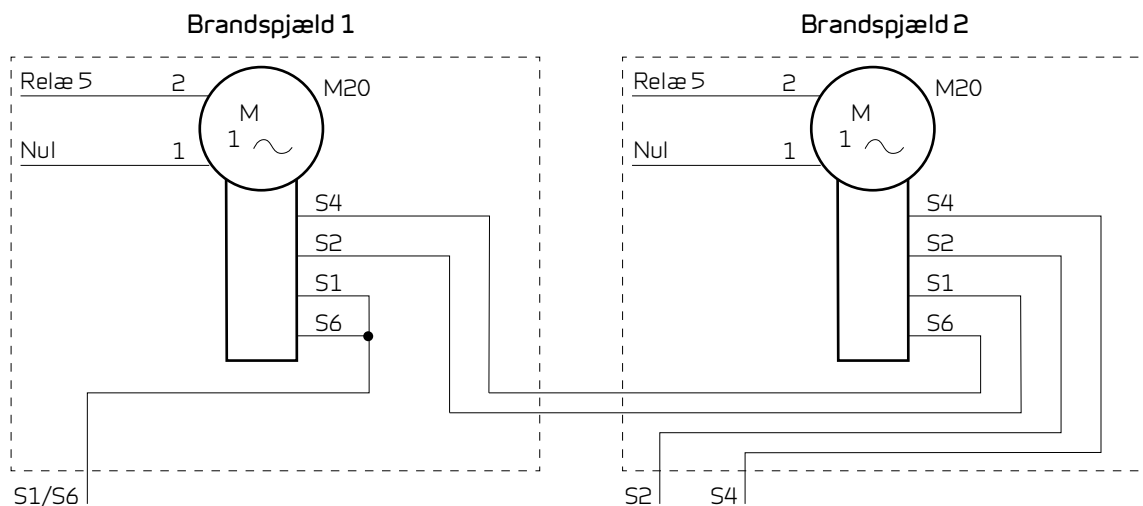 Brandspjæld 1
Relæ 5 2
M20
M
1
Nul 1
S4
S2
S1
S6
S1/S6
Brandspjæld 2
Relæ 5 2
M20
M
1
Nul 1
S4
S2
S1
S6
S2 S4